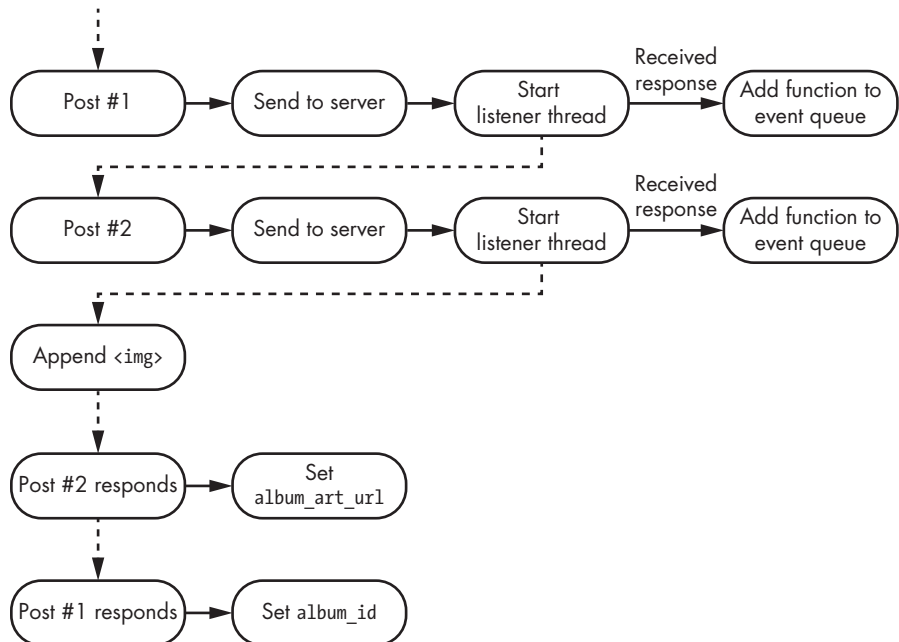 Post #1
Send to server
Start
listener thread
Received
response
Add function to
event queue
Post #2
Send to server
Start
listener thread
Received
response
Add function to
event queue
Append <img>
Post #2 responds
Set
album_art_url
Post #1 responds
Set album_id